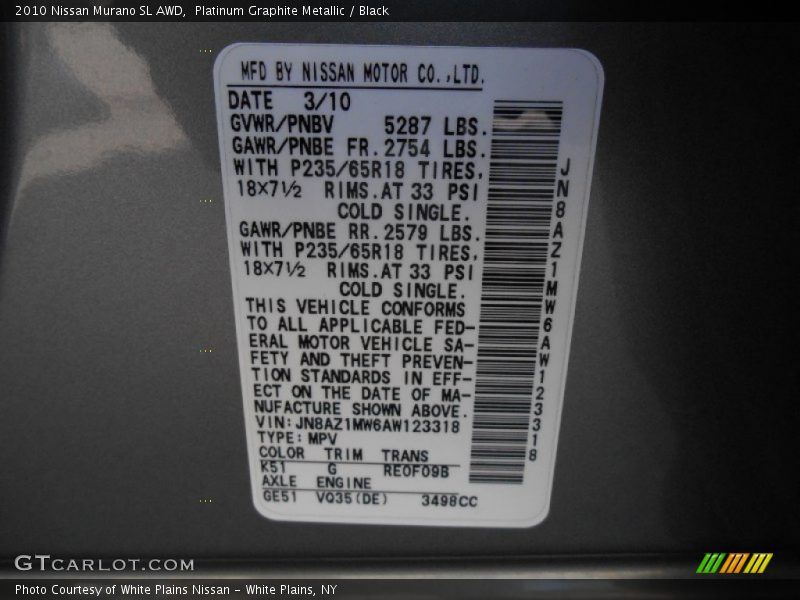 2010 Nissan Murano SL AWD,  Platinum Graphite Metallic / Black
MFD BY NISSAN MOTOR CO.,LTD.
DATE 3/10
GVWR/PNBV 5287 LBS.
GAWR/PNBE FR. 2754 LBS.
WITH P235/65R18 TIRES,
18×7½ RIMS.AT 33 PSI
COLD SINGLE.
GAWR/PNBE RR. 2579 LBS.
WITH P235/65R18 TIRES,
18×7½ RIMS.AT 33 PSI
COLD SINGLE.
THIS VEHICLE CONFORMS
TO ALL APPLICABLE FED-
ERAL MOTOR VEHICLE SA-
FETY AND THEFT PREVEN-
TION STANDARDS IN EFF-
ECT ON THE DATE OF MA-
NUFACTURE SHOWN ABOVE.
VIN:JN8AZ1MW6AW123318
TYPE:MPV
COLOR TRIM TRANS
K51 G RE0F09B
AXLE ENGINE
GE51 VQ35(DE) 3498CC
JN8AZ1MW6AW123318
GTCARLOT.COM
Photo Courtesy of White Plains Nissan - White Plains, NY